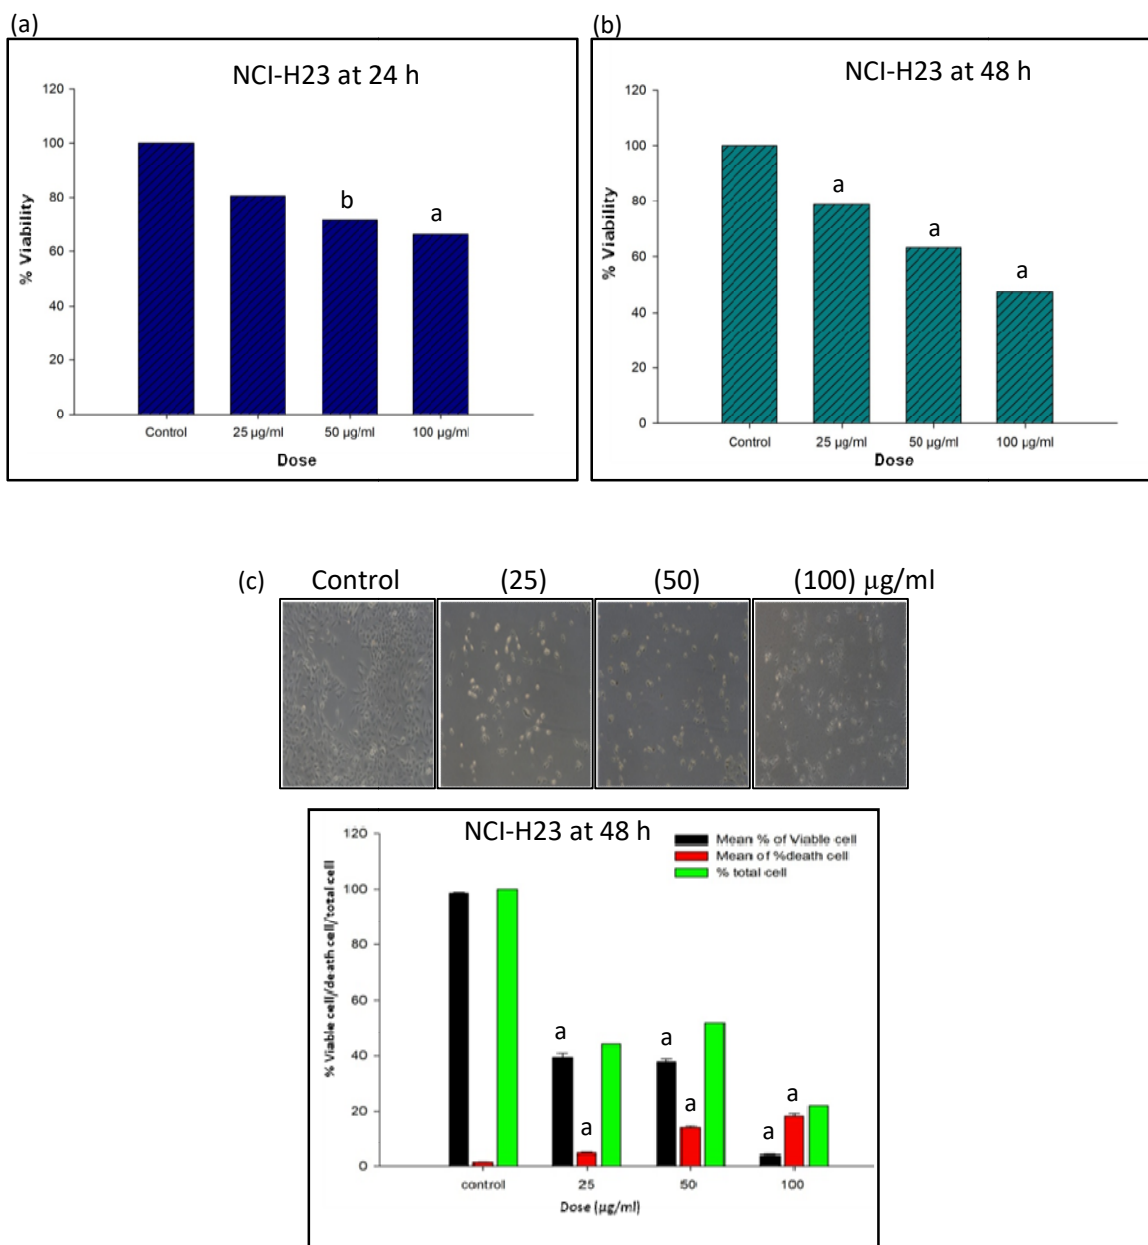 (a)
NCI-H23 at 24 h
120
100
80
60
40
20
0
% Viability
b
a
Control
25 µg/ml
50 µg/ml
100 µg/ml
Dose
(b)
NCI-H23 at 48 h
120
100
80
60
40
20
0
% Viability
a
a
a
Control
25 µg/ml
50 µg/ml
100 µg/ml
Dose
(c)
Control
(25)
(50)
(100) µg/ml
NCI-H23 at 48 h
Mean % of Viable cell
Mean of %death cell
% total cell
120
100
80
60
40
20
0
% Viable cell/death cell/total cell
a
a
a
a
a
a
control
25
50
100
Dose (µg/ml)